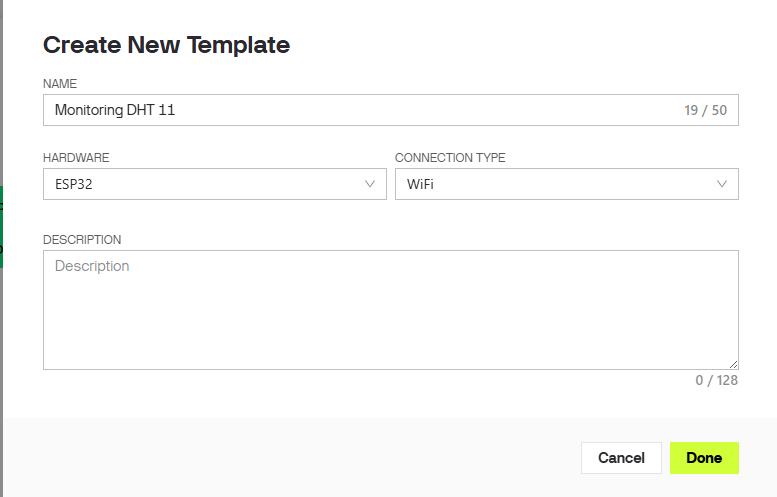 Create New Template
NAME
Monitoring DHT 11 19 / 50
HARDWARE CONNECTION TYPE
ESP32 WiFi
DESCRIPTION
Description
0 / 128
Cancel Done